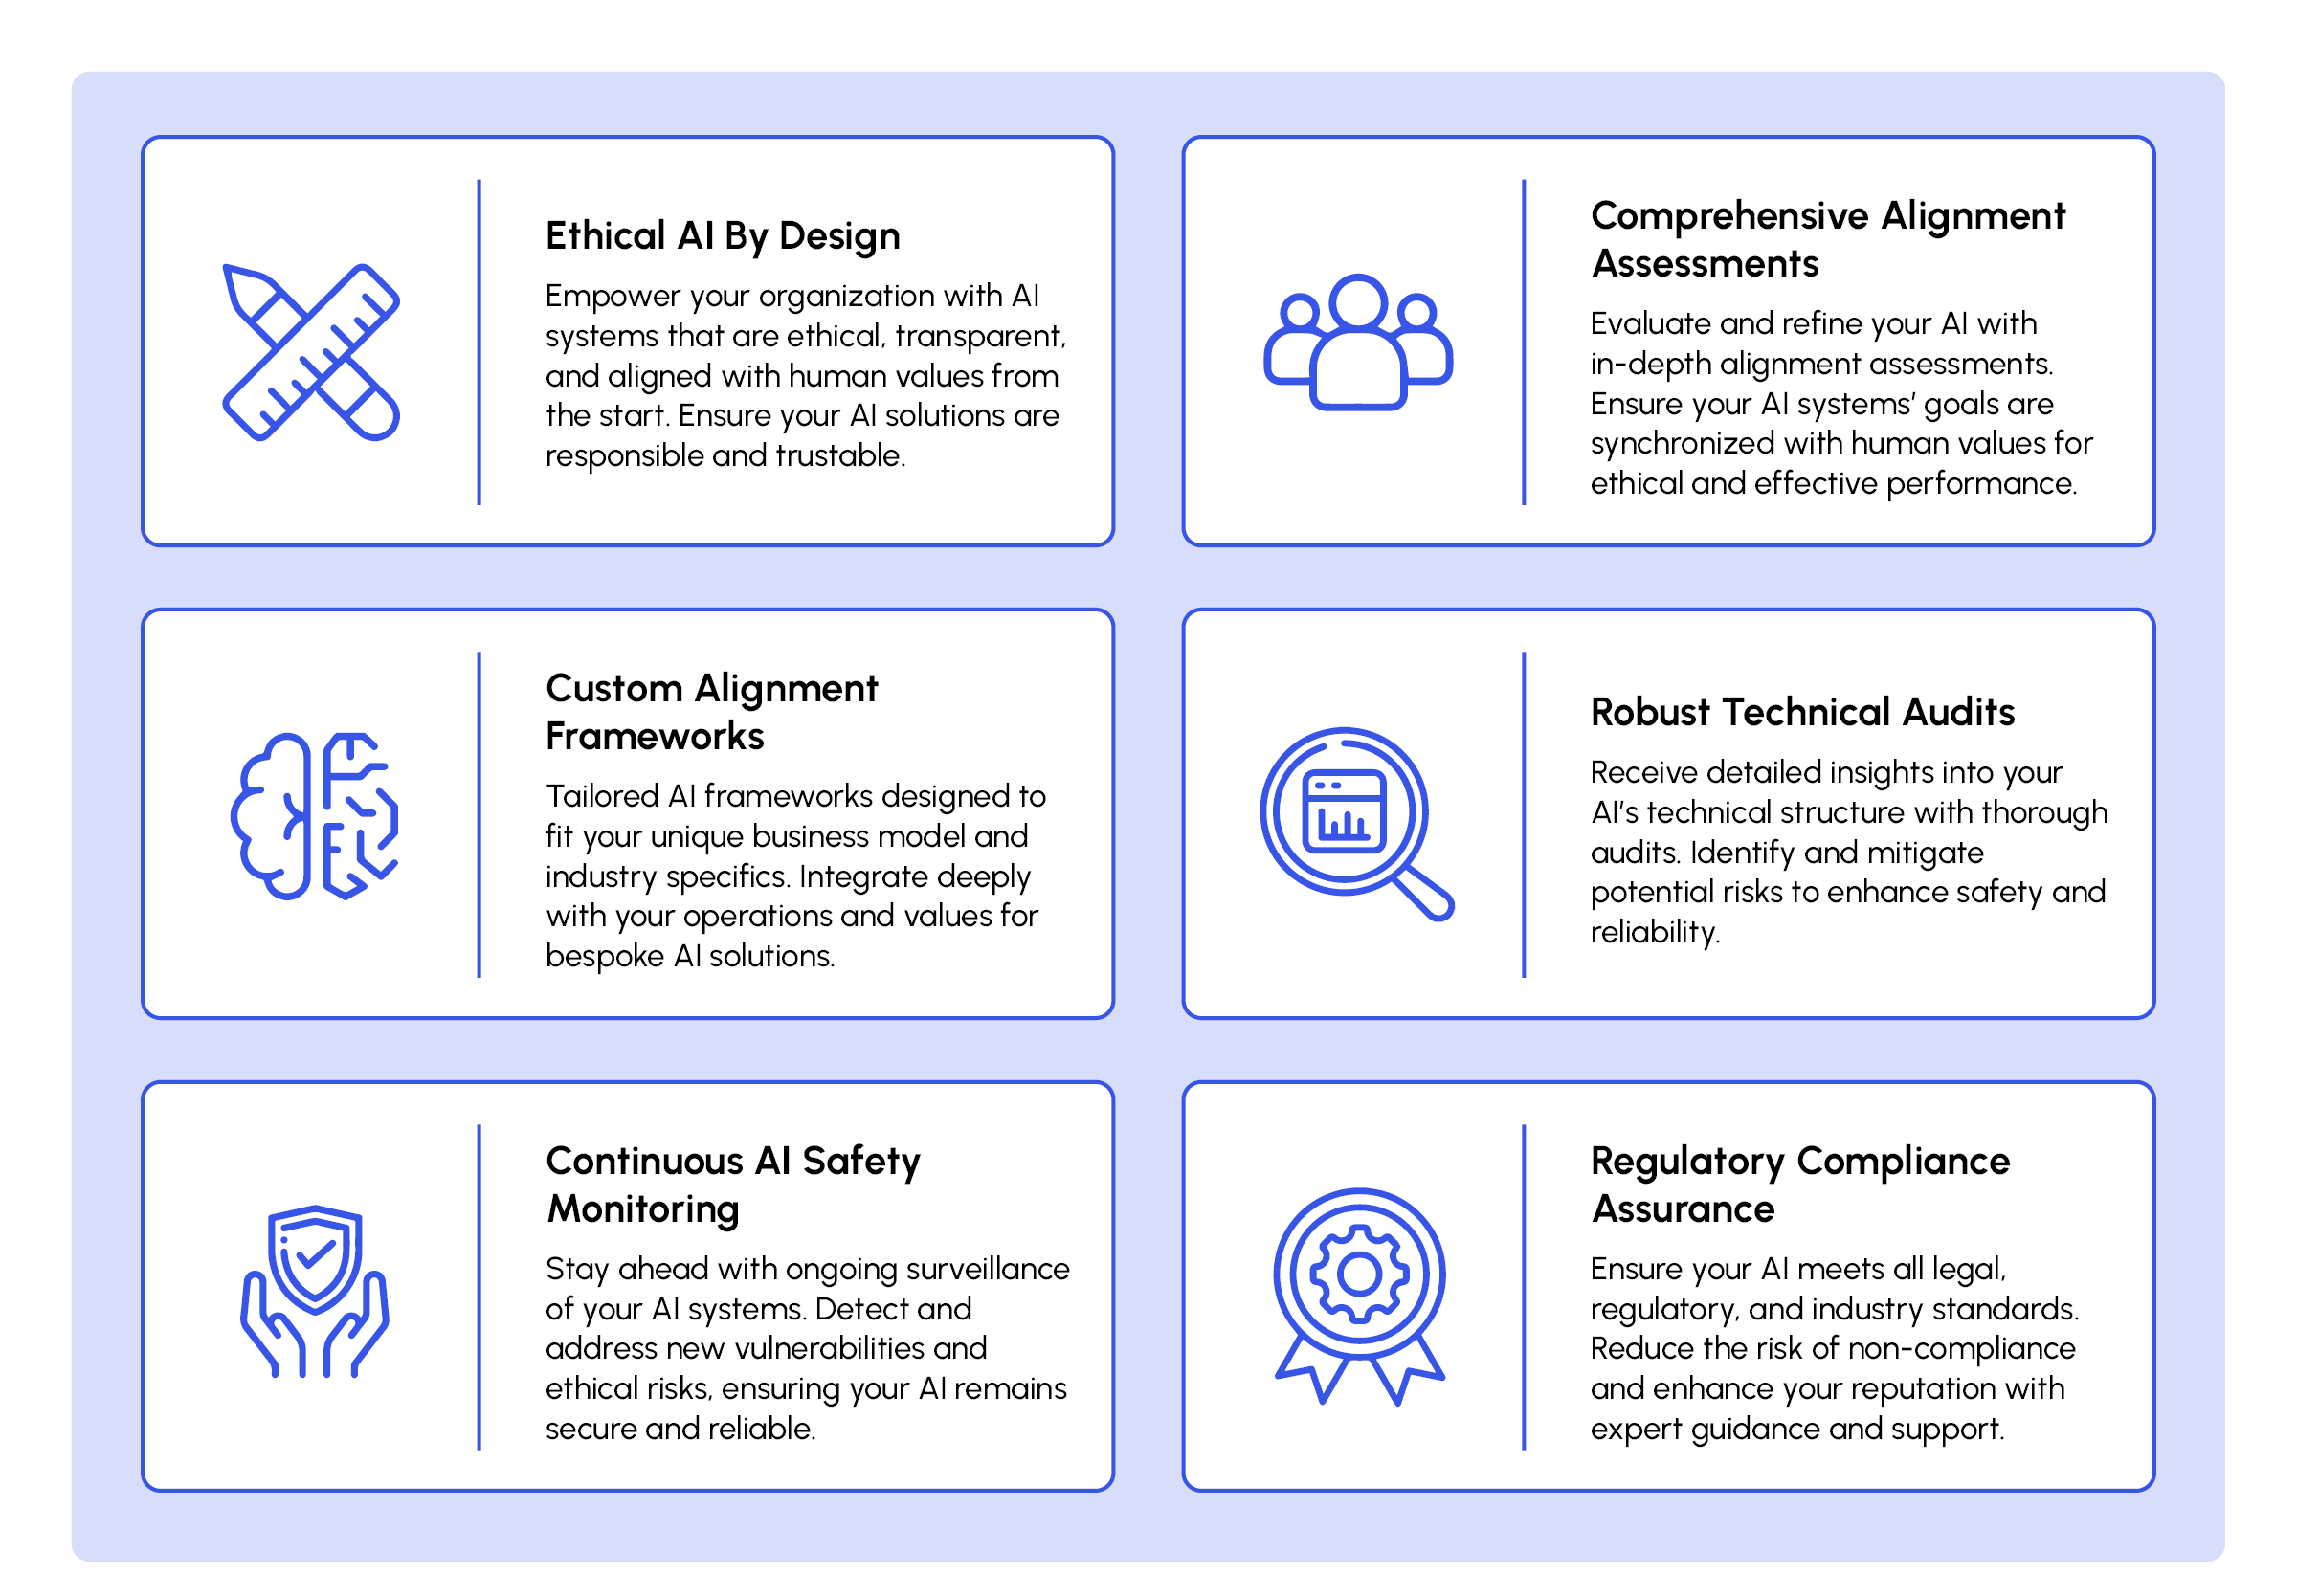 Ethical AI By Design
Empower your organization with AI
systems that are ethical, transparent,
and aligned with human values from
the start. Ensure your AI solutions are
responsible and trustable.
Comprehensive Alignment
Assessments
Evaluate and refine your AI with
in-depth alignment assessments.
Ensure your AI systems’ goals are
synchronized with human values for
ethical and effective performance.
Custom Alignment
Frameworks
Tailored AI frameworks designed to
fit your unique business model and
industry specifics. Integrate deeply
with your operations and values for
bespoke AI solutions.
Robust Technical Audits
Receive detailed insights into your
AI’s technical structure with thorough
audits. Identify and mitigate
potential risks to enhance safety and
reliability.
Continuous AI Safety
Monitoring
Stay ahead with ongoing surveillance
of your AI systems. Detect and
address new vulnerabilities and
ethical risks, ensuring your AI remains
secure and reliable.
Regulatory Compliance
Assurance
Ensure your AI meets all legal,
regulatory, and industry standards.
Reduce the risk of non-compliance
and enhance your reputation with
expert guidance and support.